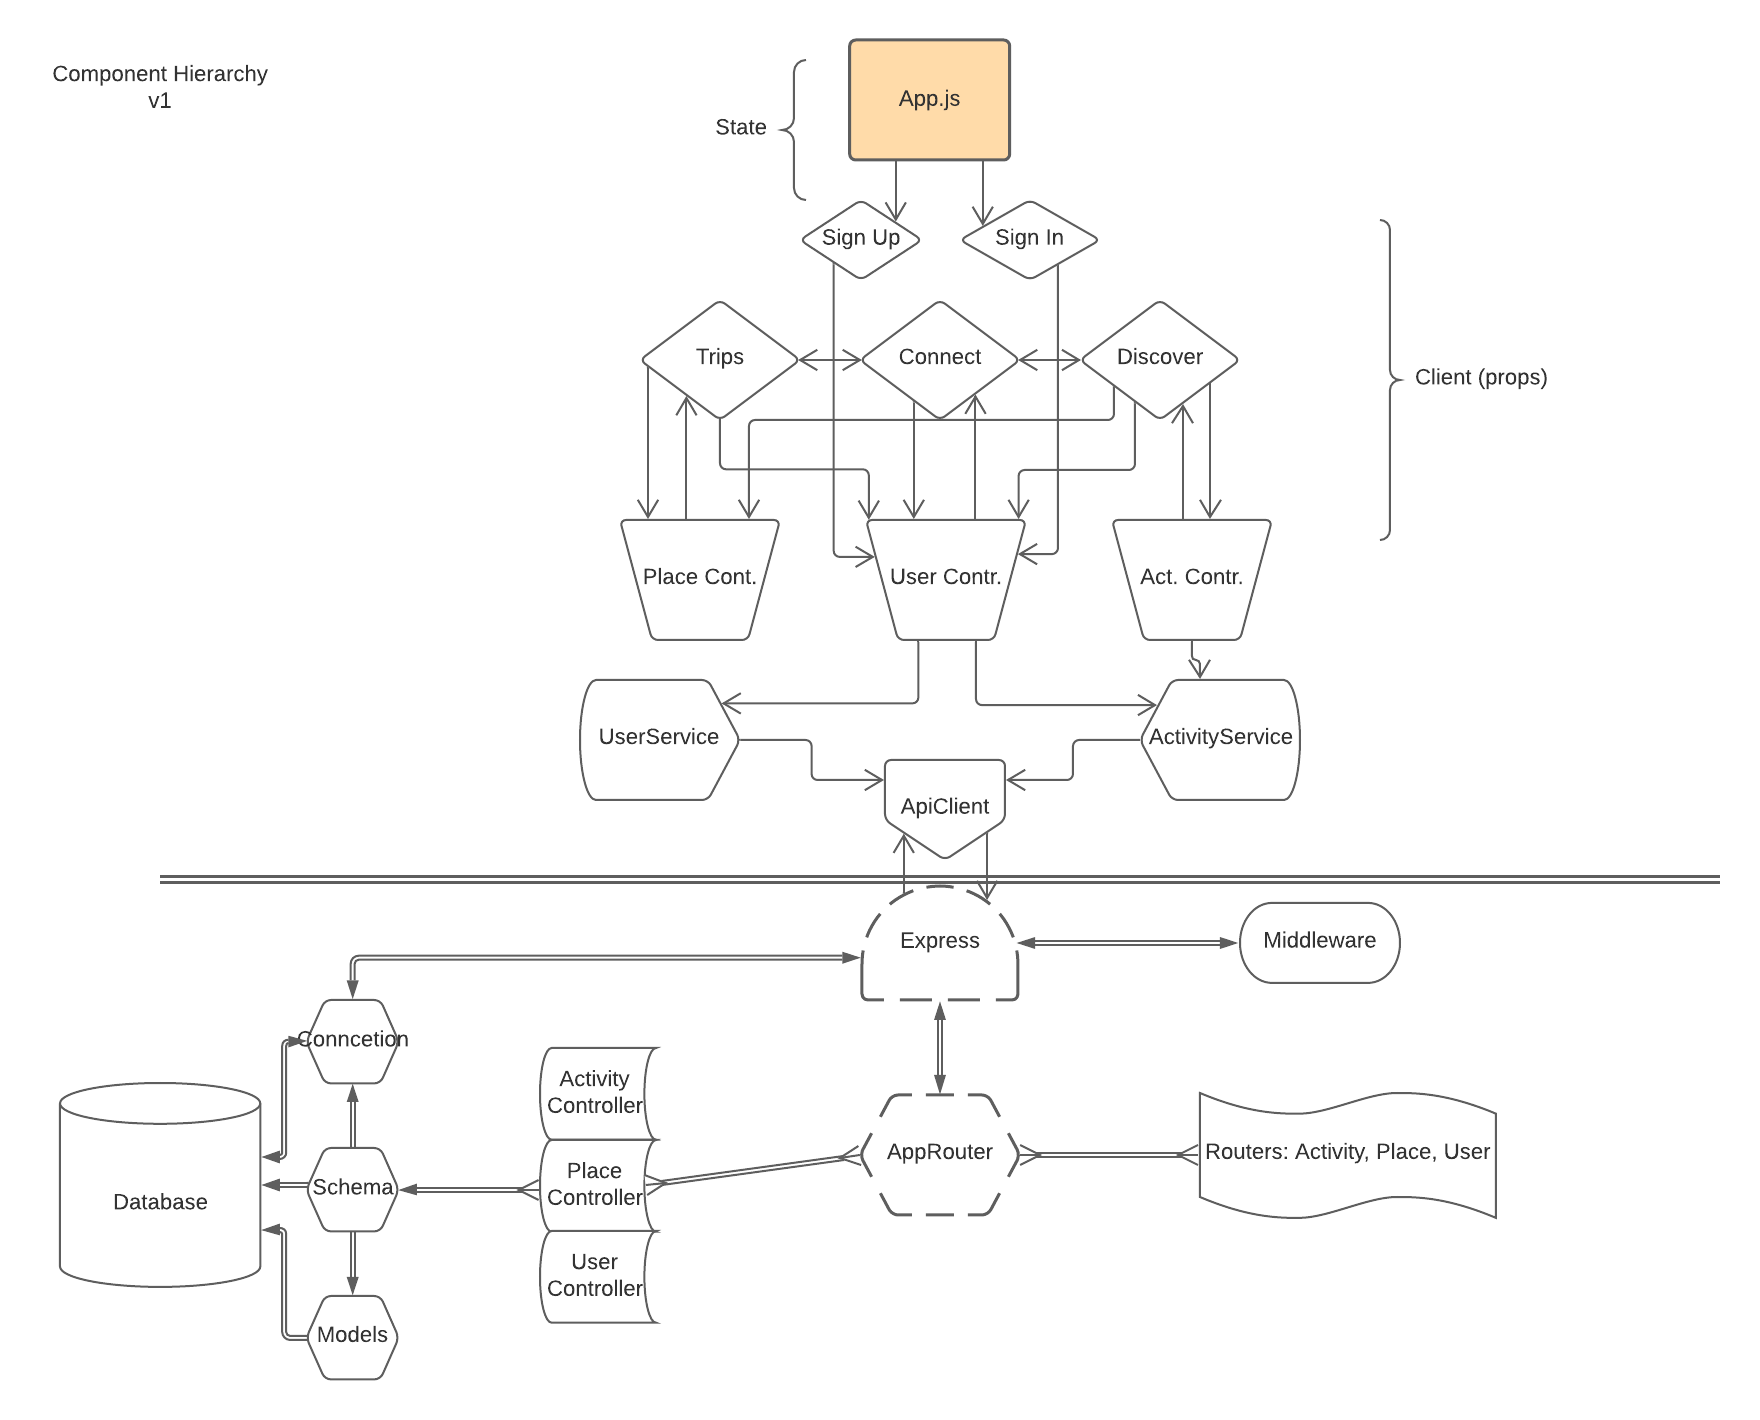 Component Hierarchy
v1
App.js
State
Sign Up
Sign In
Trips
Connect
Discover
Client (props)
Place Cont.
User Contr.
Act. Contr.
UserService
ActivityService
ApiClient
Express
Middleware
Conncetion
Activity
Controller
AppRouter
Routers: Activity, Place, User
Place
Controller
Schema
Database
User
Controller
Models